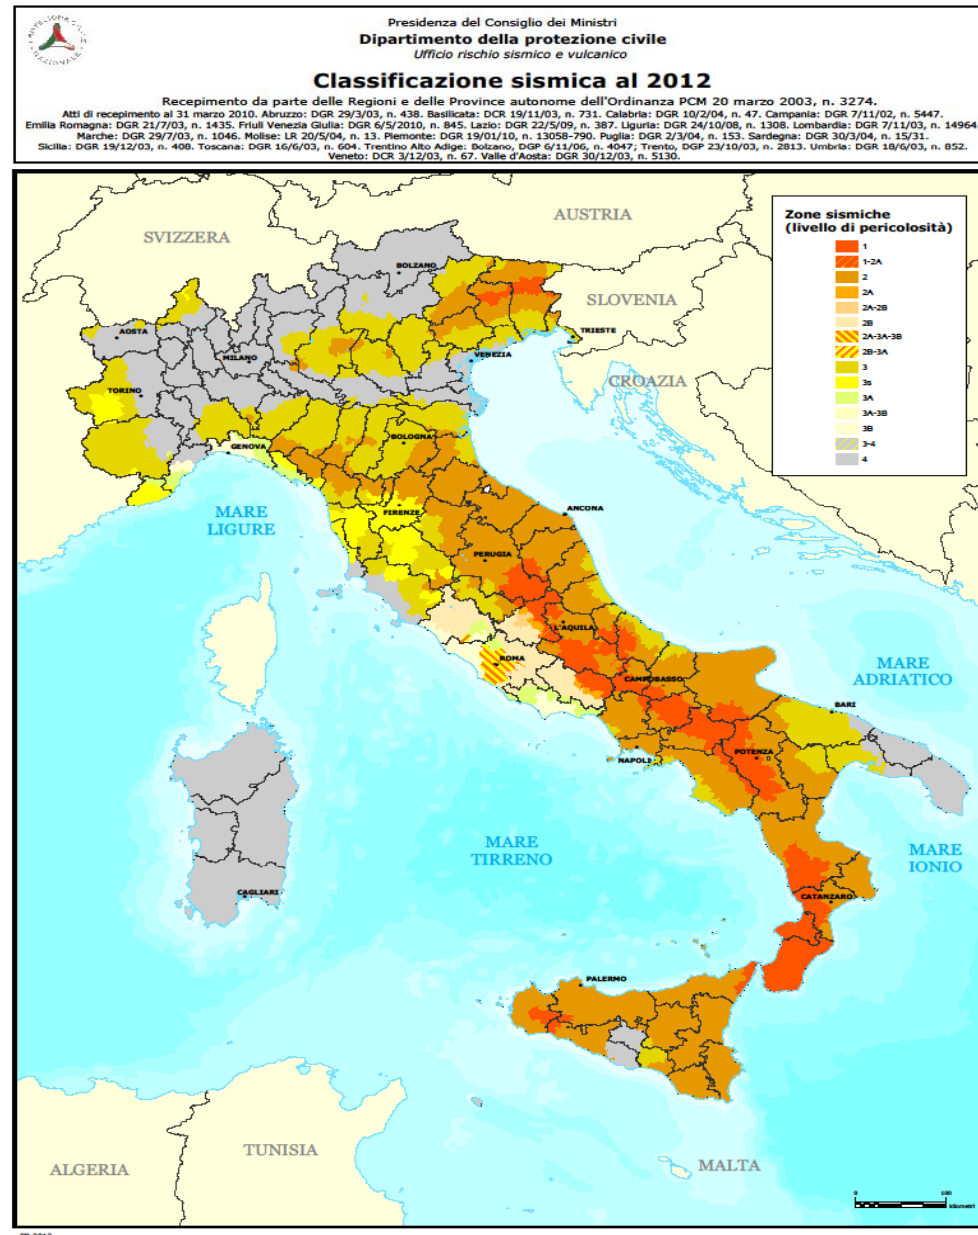 Presidenza del Consiglio dei Ministri
Dipartimento della protezione civile
Ufficio rischio sismico e vulcanico
Classificazione sismica al 2012
Recepimento da parte delle Regioni e delle Province autonome dell'Ordinanza PCM 20 marzo 2003, n. 3274.
Atti di recepimento al 31 marzo 2010. Abruzzo: DGR 29/3/03, n. 438. Basilicata: DCR 19/11/03, n. 731. Calabria: DGR 10/2/04, n. 47. Campania: DGR 7/11/02, n. 5447.
Emilia Romagna: DGR 21/7/03, n. 1435. Friuli Venezia Giulia: DGR 6/5/2010, n. 845. Lazio: DGR 22/5/09, n. 387. Liguria: DGR 24/10/08, n. 1308. Lombardia: DGR 7/11/03, n. 14964.
Marche: DGR 29/7/03, n. 1046. Molise: LR 20/5/04, n. 13. Piemonte: DGR 19/01/10, n. 13058-790. Puglia: DGR 2/3/04, n. 153. Sardegna: DGR 30/3/04, n. 15/31.
Sicilia: DGR 19/12/03, n. 408. Toscana: DGR 16/6/03, n. 604. Trentino Alto Adige: Bolzano, DGP 6/11/06, n. 4047; Trento, DGP 23/10/03, n. 2813. Umbria: DGR 18/6/03, n. 852.
Veneto: DCR 3/12/03, n. 67. Valle d'Aosta: DGR 30/12/03, n. 5130.
Zone sismiche
(livello di pericolosità)
1
1-2A
2
2A
2A-2B
2B
2A-3A-3B
2B-3A
3
3s
3A
3A-3B
3B
3-4
4
AUSTRIA
SVIZZERA
BOLZANO
SLOVENIA
AOSTA
TRIESTE
MILANO
VENEZIA
CROAZIA
TORINO
BOLOGNA
GENOVA
MARE
LIGURE
FIRENZE
ANCONA
PERUGIA
L'AQUILA
ROMA
MARE
ADRIATICO
CAMPOBASSO
BARI
NAPOLI
POTENZA
MARE
TIRRENO
MARE
IONIO
CAGLIARI
CATANZARO
PALERMO
TUNISIA
ALGERIA
MALTA
0
100
kilometri